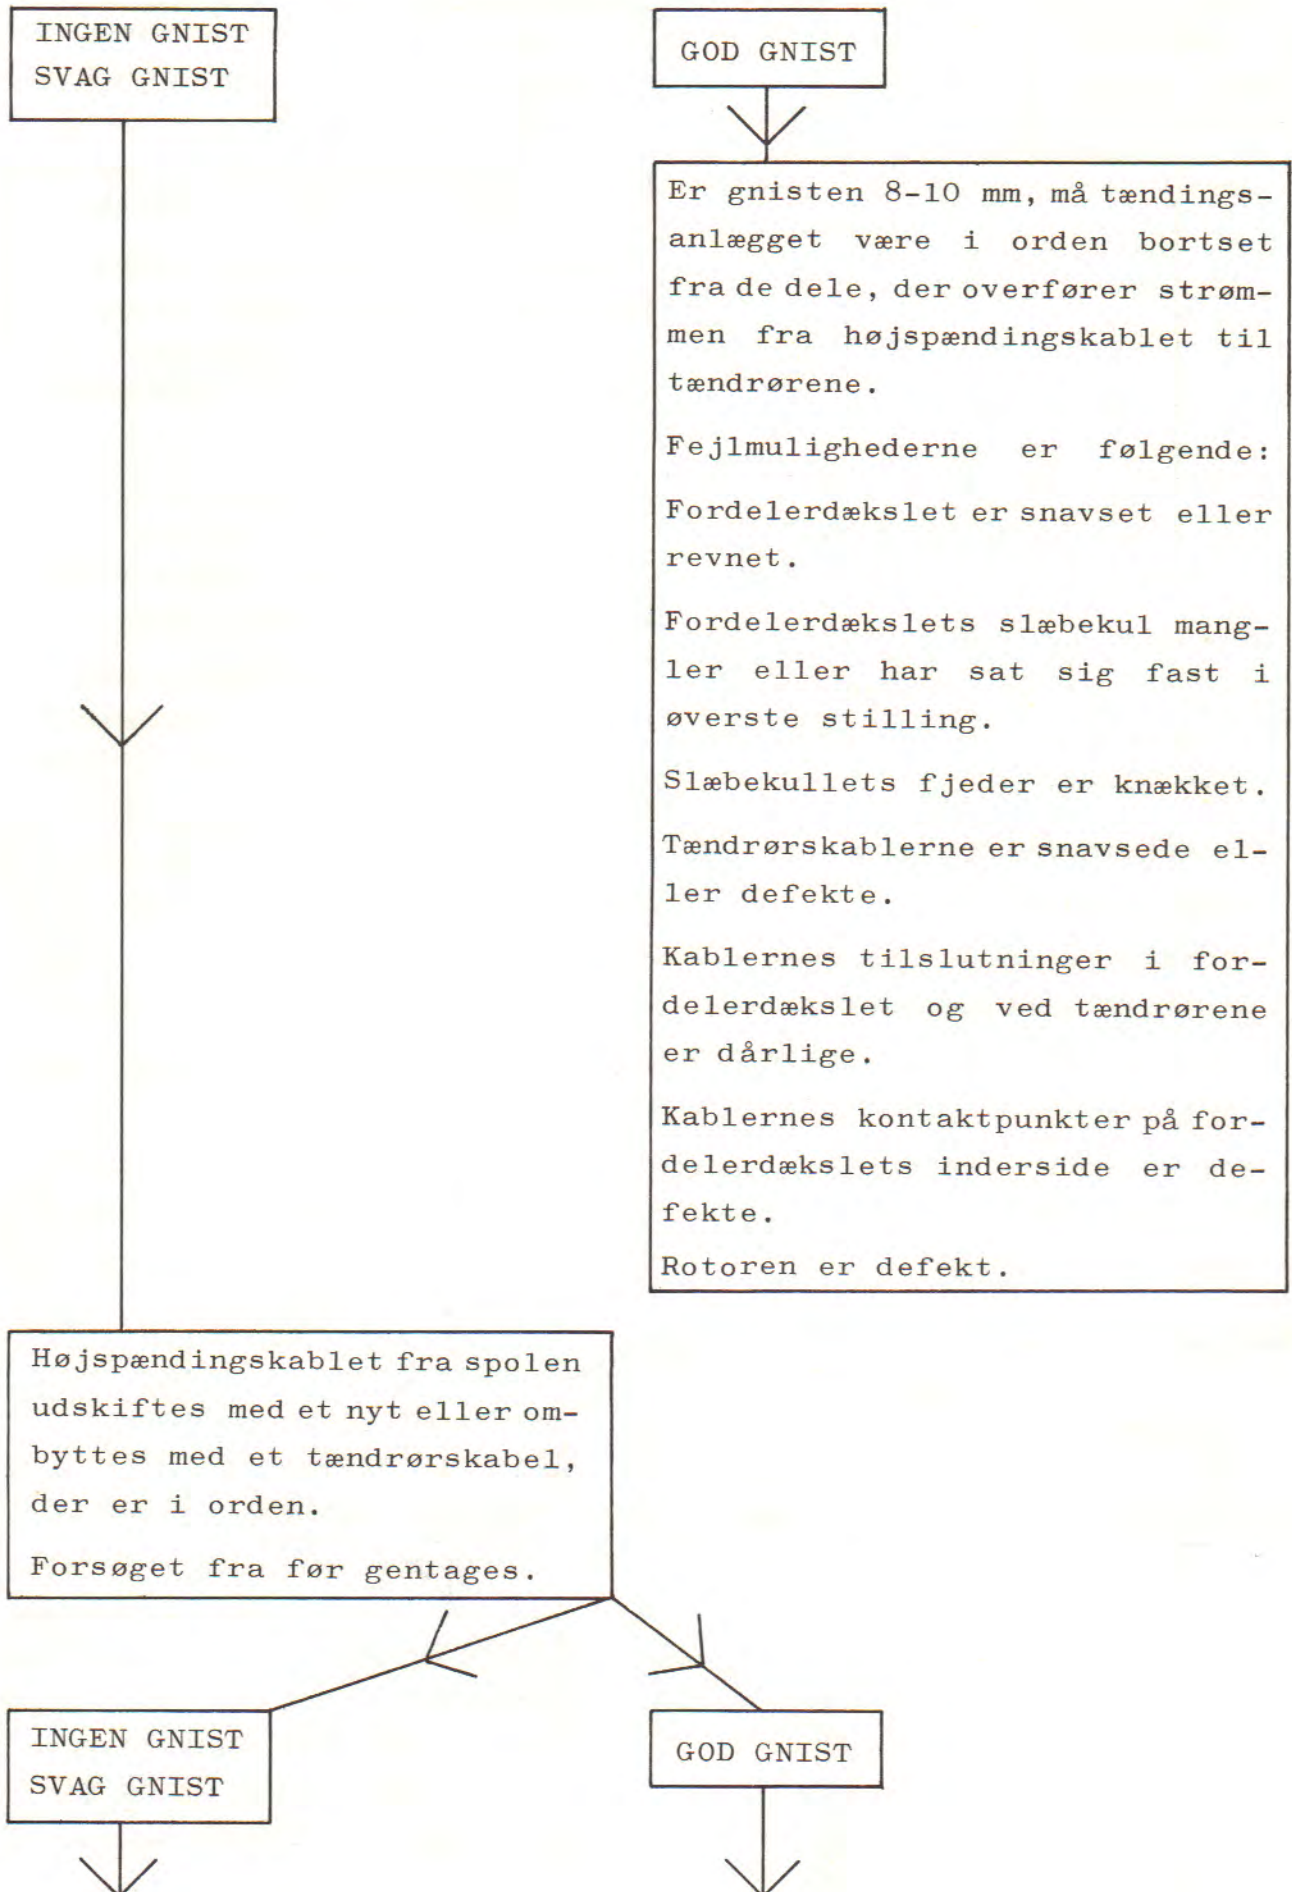 INGEN GNIST
SVAG GNIST
GOD GNIST
Er gnisten 8-10 mm, må tændings-
anlægget være i orden bortset
fra de dele, der overfører strøm-
men fra højspændingskablet til
tændrørene.
Fejlmulighederne er følgende:
Fordelerdækslet er snavset eller
revnet.
Fordelerdækslets slæbekul mang-
ler eller har sat sig fast i
øverste stilling.
Slæbekullets fjeder er knækket.
Tændrørskablerne er snavsede el-
ler defekte.
Kablernes tilslutninger i for-
delerdækslet og ved tændrørene
er dårlige.
Kablernes kontaktpunkter på for-
delerdækslets inderside er de-
fekte.
Rotoren er defekt.
Højspændingskablet fra spolen
udskiftes med et nyt eller om-
byttes med et tændrørskabel,
der er i orden.
Forsøget fra før gentages.
INGEN GNIST
SVAG GNIST
GOD GNIST